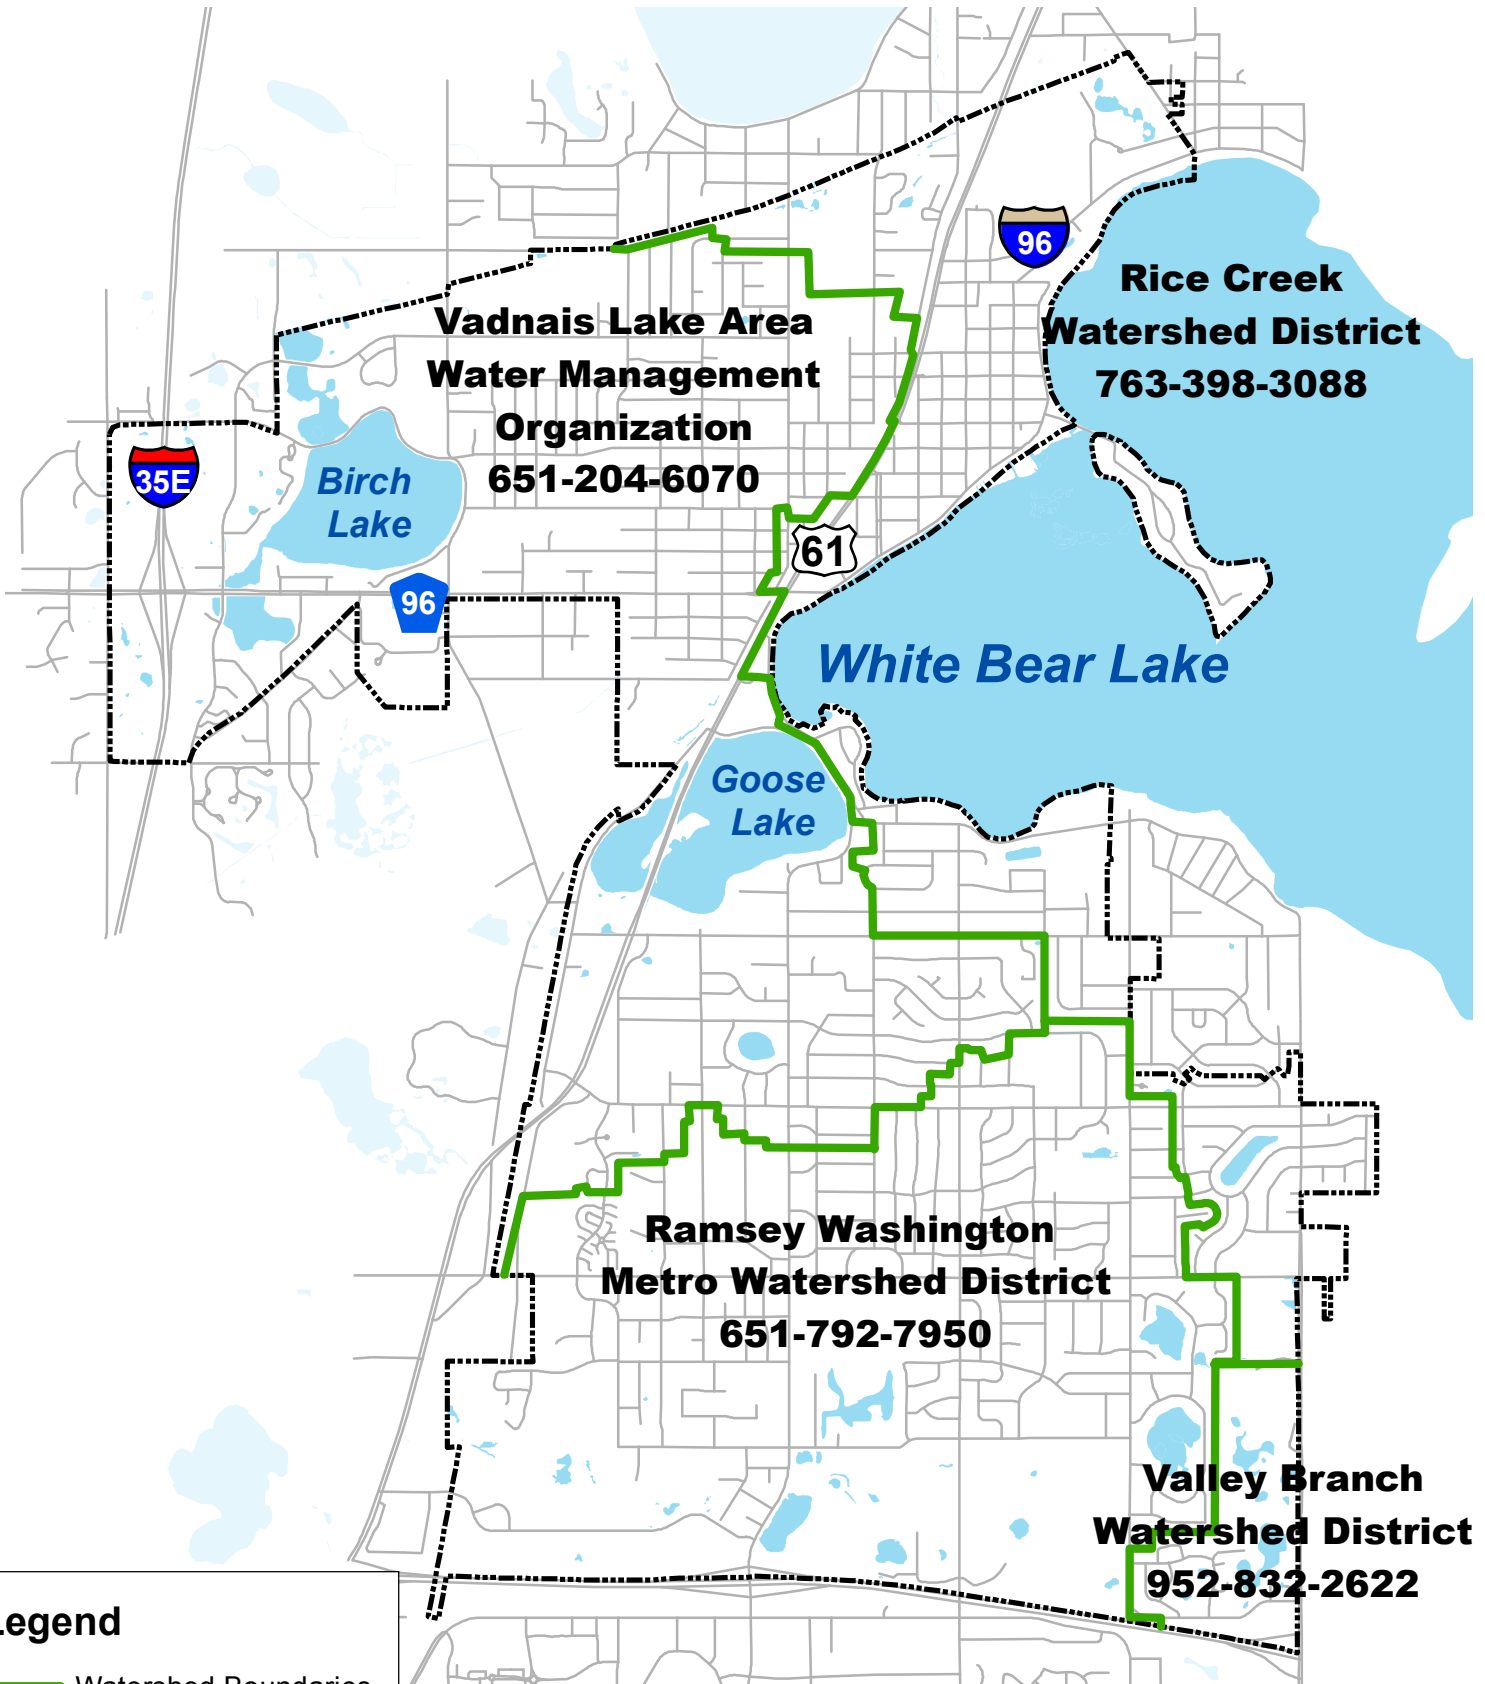 96
Rice Creek
Watershed District
763-398-3088
Vadnais Lake Area
Water Management
Organization
651-204-6070
35E
Birch
Lake
61
96
White Bear Lake
Goose
Lake
Ramsey Washington
Metro Watershed District
651-792-7950
Valley Branch
Watershed District
952-832-2622
Legend
Watershed Boundaries